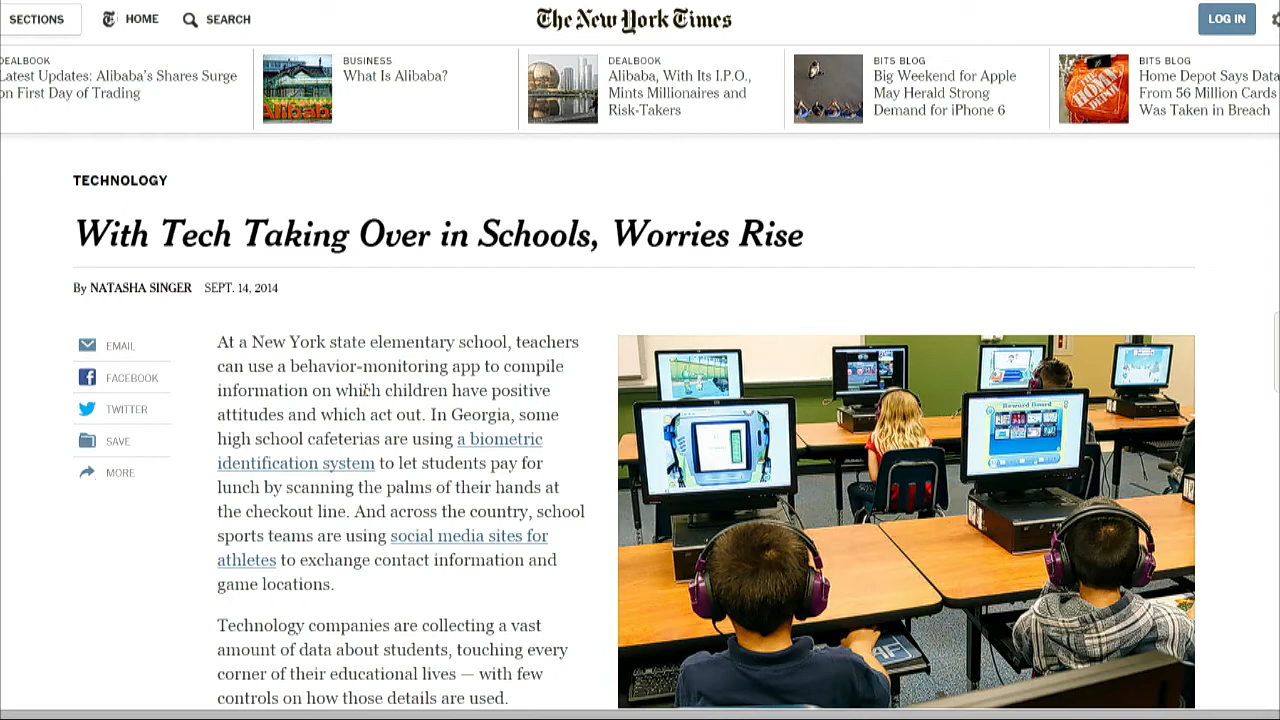 SECTIONS
HOME
SEARCH
The New York Times
LOG IN
DEALBOOK
Latest Updates: Alibaba's Shares Surge
on First Day of Trading
BUSINESS
What Is Alibaba?
DEALBOOK
Alibaba, With Its I.P.O.,
Mints Millionaires and
Risk-Takers
BITS BLOG
Big Weekend for Apple
May Herald Strong
Demand for iPhone 6
BITS BLOG
Home Depot Says Data
From 56 Million Cards
Was Taken in Breach
TECHNOLOGY
With Tech Taking Over in Schools, Worries Rise
By NATASHA SINGER SEPT. 14, 2014
EMAIL
FACEBOOK
TWITTER
SAVE
MORE
At a New York state elementary school, teachers
can use a behavior-monitoring app to compile
information on which children have positive
attitudes and which act out. In Georgia, some
high school cafeterias are using a biometric
identification system to let students pay for
lunch by scanning the palms of their hands at
the checkout line. And across the country, school
sports teams are using social media sites for
athletes to exchange contact information and
game locations.
Technology companies are collecting a vast
amount of data about students, touching every
corner of their educational lives — with few
controls on how those details are used.